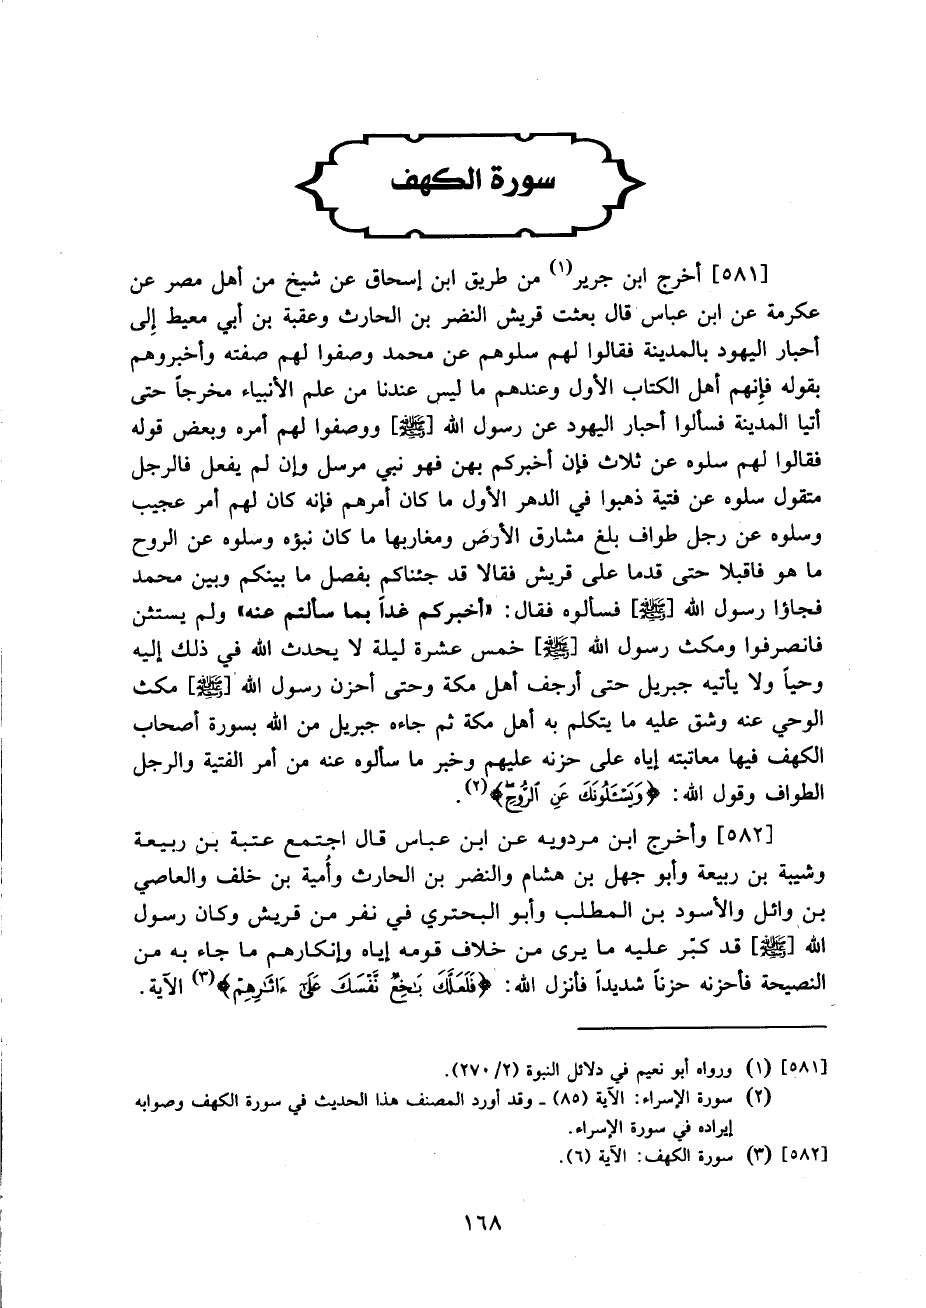 سورة الكهف
[٥٨١] أخرج ابن جرير(١) من طريق ابن إسحاق عن شيخ من أهل مصر عن
عكرمة عن ابن عباس قال بعثت قريش النضر بن الحارث وعقبة بن أبي معيط إلى
أحبار اليهود بالمدينة فقالوا لهم سلوهم عن محمد وصفوا لهم صفته وأخبروهم
بقوله فإنهم أهل الكتاب الأول وعندهم ما ليس عندنا من علم الأنبياء مخرجاً حتى
أتيا المدينة فسألوا أحبار اليهود عن رسول الله [ﷺ] ووصفوا لهم أمره وبعض قوله
فقالوا لهم سلوه عن ثلاث فإن أخبركم بهن فهو نبي مرسل وإن لم يفعل فالرجل
متقول سلوه عن فتية ذهبوا في الدهر الأول ما كان أمرهم فإنه كان لهم أمر عجيب
وسلوه عن رجل طواف بلغ مشارق الأرض ومغاربها ما كان نبؤه وسلوه عن الروح
ما هو فاقبلا حتى قدما على قريش فقالا قد جئناكم بفصل ما بينكم وبين محمد
فجاؤا رسول الله [ﷺ] فسألوه فقال: «أخبركم غداً بما سألتم عنه» ولم يستثن
فانصرفوا ومكث رسول الله [ﷺ] خمس عشرة ليلة لا يحدث الله في ذلك إليه
وحياً ولا يأتيه جبريل حتى أرجف أهل مكة وحتى أحزن رسول الله [ﷺ] مكث
الوحي عنه وشق عليه ما يتكلم به أهل مكة ثم جاءه جبريل من الله بسورة أصحاب
الكهف فيها معاتبته إياه على حزنه عليهم وخبر ما سألوه عنه من أمر الفتية والرجل
الطواف وقول الله: ﴿وَيَسْـَٔلُونَكَ عَنِ ٱلرُّوحِۖ﴾(٢).
[٥٨٢] وأخرج ابن مردويه عن ابن عباس قال اجتمع عتبة بن ربيعة
وشيبة بن ربيعة وأبو جهل بن هشام والنضر بن الحارث وأُمية بن خلف والعاصي
بن وائل والأسود بن المطلب وأبو البحتري في نفر من قريش وكان رسول
الله [ﷺ] قد كبّر عليه ما يرى من خلاف قومه إياه وإنكارهم ما جاء به من
النصيحة فأحزنه حزناً شديداً فأنزل الله: ﴿فَلَعَلَّكَ بَٰخِعٌ نَّفْسَكَ عَلَىٰٓ ءَاثَٰرِهِمْ﴾(٣) الآية.
[٥٨١] (١) ورواه أبو نعيم في دلائل النبوة (٢/ ٢٧٠).
(٢) سورة الإسراء: الآية (٨٥) ـ وقد أورد المصنف هذا الحديث في سورة الكهف وصوابه
إيراده في سورة الإسراء.
[٥٨٢] (٣) سورة الكهف: الآية (٦).
١٦٨